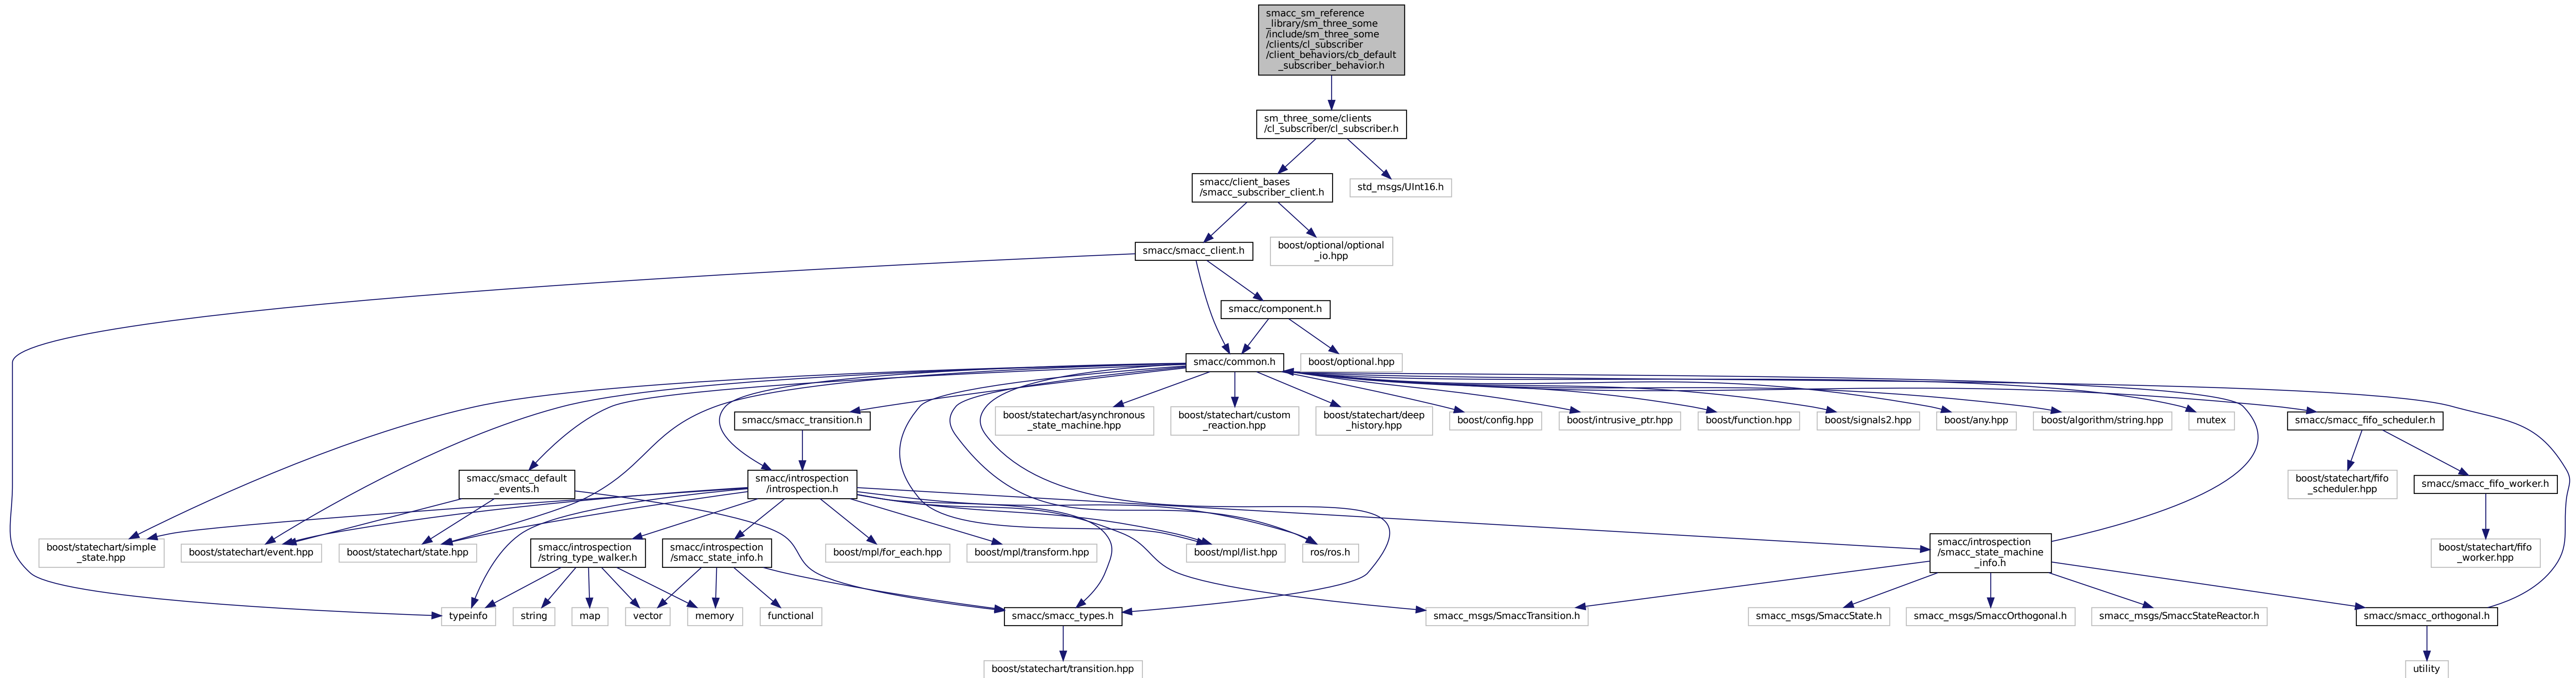 smacc_sm_reference
_library/sm_three_some
/include/sm_three_some
/clients/cl_subscriber
/client_behaviors/cb_default
_subscriber_behavior.h
sm_three_some/clients
/cl_subscriber/cl_subscriber.h
smacc/client_bases
/smacc_subscriber_client.h
std_msgs/UInt16.h
smacc/smacc_client.h
boost/optional/optional
_io.hpp
smacc/component.h
smacc/common.h
boost/optional.hpp
smacc/smacc_transition.h
boost/statechart/asynchronous
_state_machine.hpp
boost/statechart/custom
_reaction.hpp
boost/statechart/deep
_history.hpp
boost/config.hpp
boost/intrusive_ptr.hpp
boost/function.hpp
boost/signals2.hpp
boost/any.hpp
boost/algorithm/string.hpp
mutex
smacc/smacc_fifo_scheduler.h
smacc/smacc_default
_events.h
smacc/introspection
/introspection.h
boost/statechart/fifo
_scheduler.hpp
smacc/smacc_fifo_worker.h
boost/statechart/simple
_state.hpp
boost/statechart/event.hpp
boost/statechart/state.hpp
smacc/introspection
/string_type_walker.h
smacc/introspection
/smacc_state_info.h
boost/mpl/for_each.hpp
boost/mpl/transform.hpp
boost/mpl/list.hpp
ros/ros.h
smacc/introspection
/smacc_state_machine
_info.h
boost/statechart/fifo
_worker.hpp
typeinfo
string
map
vector
memory
functional
smacc/smacc_types.h
smacc_msgs/SmaccTransition.h
smacc_msgs/SmaccState.h
smacc_msgs/SmaccOrthogonal.h
smacc_msgs/SmaccStateReactor.h
smacc/smacc_orthogonal.h
boost/statechart/transition.hpp
utility